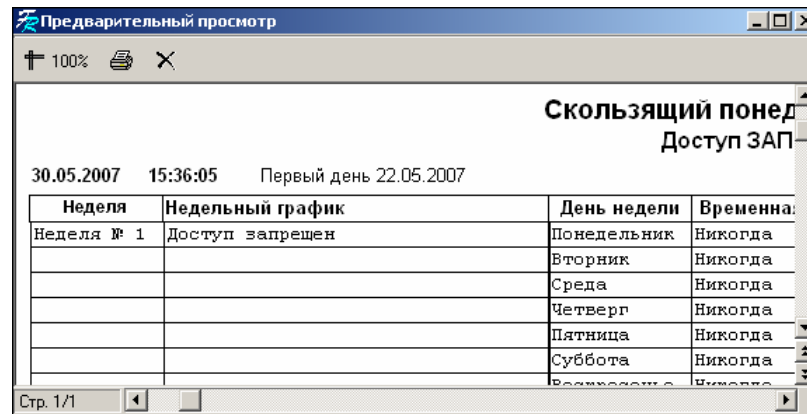 Предварительный просмотр
100%
Скользящий понед
Доступ ЗАП
30.05.2007 15:36:05 Первый день 22.05.2007
Неделя Недельный график День недели Временна
Неделя № 1 Доступ запрещен Понедельник Никогда
Вторник Никогда
Среда Никогда
Четверг Никогда
Пятница Никогда
Суббота Никогда
Стр. 1/1